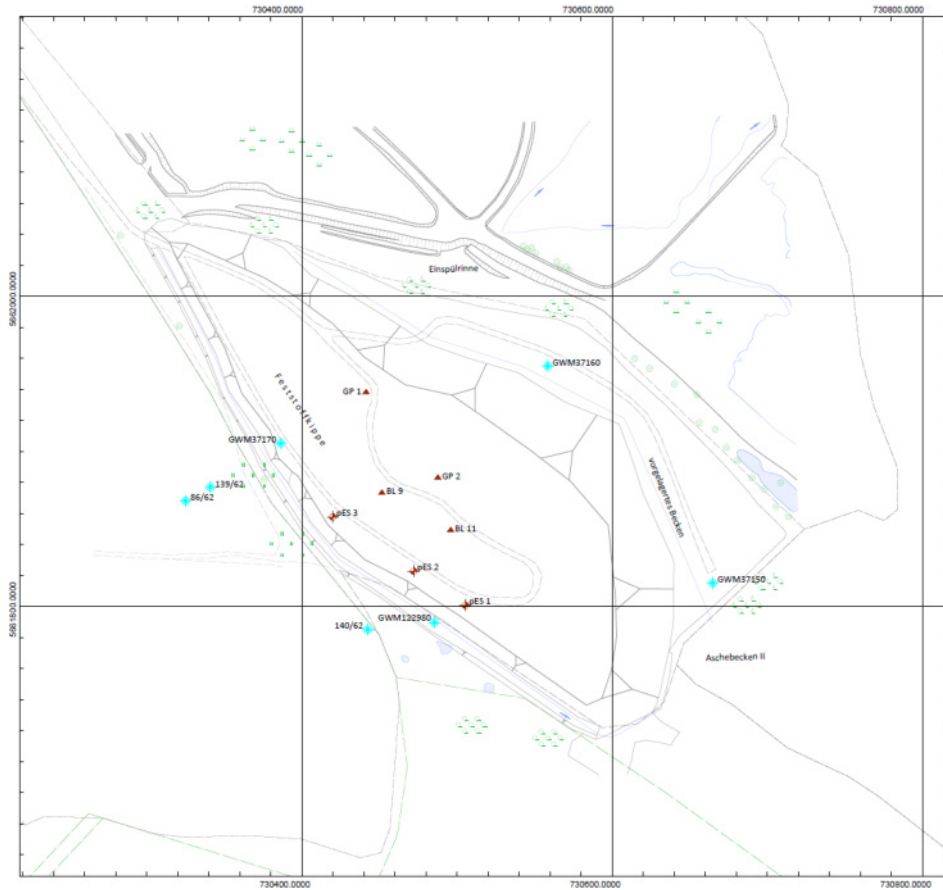 730400.0000
730600.0000
730800.0000
Einspülrinne
5662000.0000
GWM37160
Feststoffkippe
GP 1
GWM37170
vorgelagertes Becken
GP 2
139/62
BL 9
86/62
pES 3
BL 11
pES 2
GWM37150
pES 1
5661800.0000
GWM122980
140/62
Aschebecken II
730400.0000
730600.0000
730800.0000